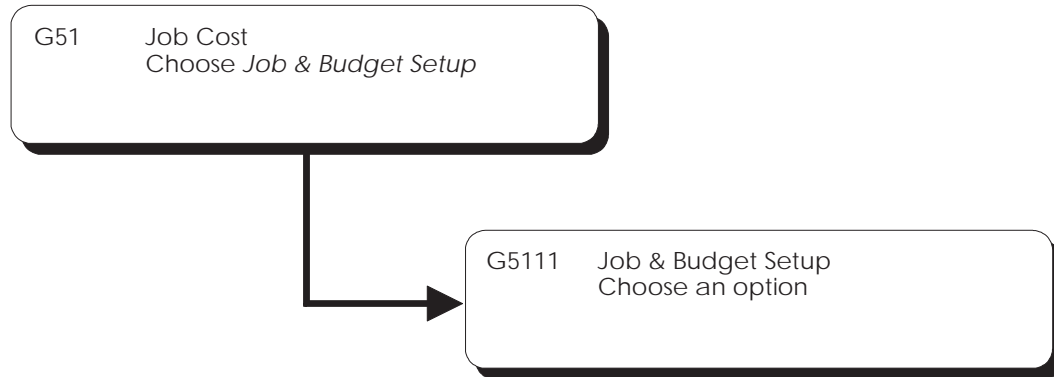 G51 Job Cost
Choose Job & Budget Setup
G5111 Job & Budget Setup
Choose an option